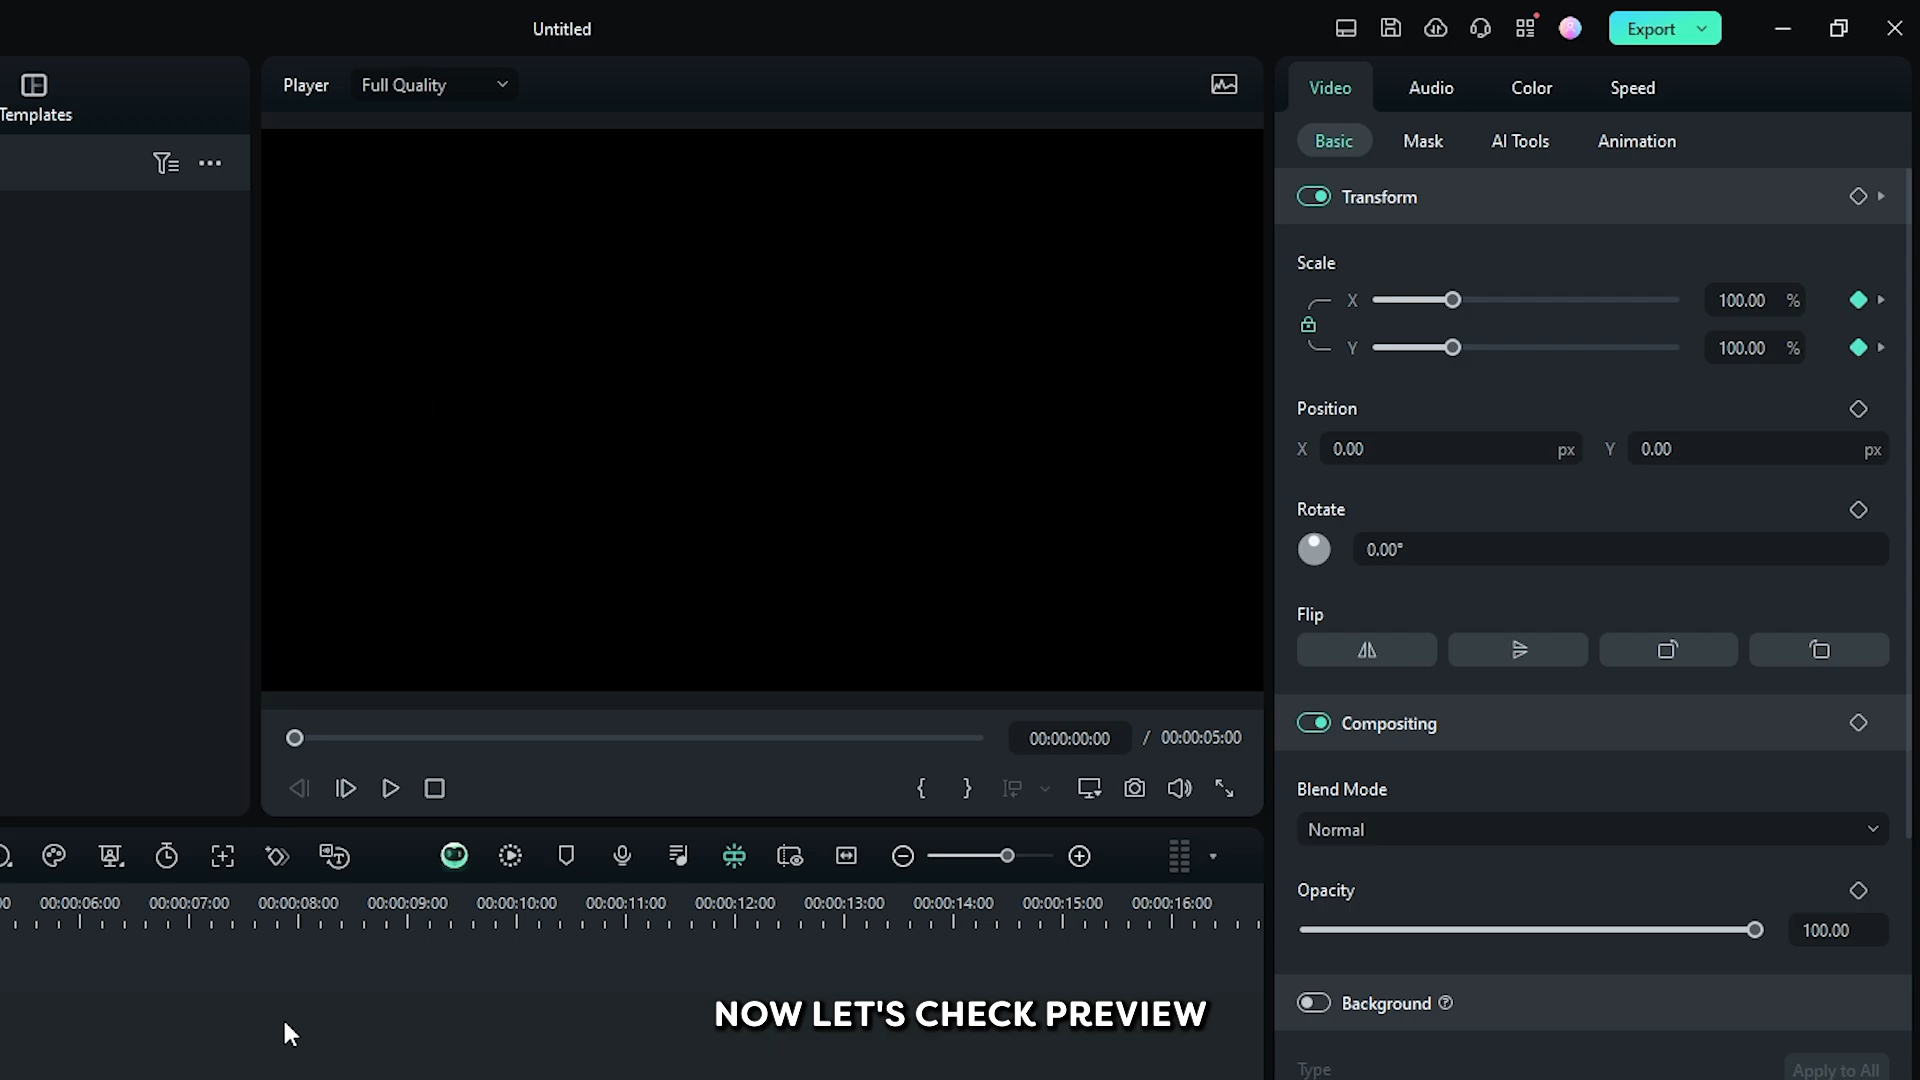 Untitled
Export
Templates
Player
Full Quality
Video
Audio
Color
Speed
Basic
Mask
AI Tools
Animation
Transform
Scale
X
100.00 %
Y
100.00 %
Position
X 0.00 px Y 0.00 px
Rotate
0.00°
Flip
Compositing
Blend Mode
Normal
Opacity
100.00
Background
Type
Apply to All
00:00:00:00 / 00:00:05:00
00:00:06:00 00:00:07:00 00:00:08:00 00:00:09:00 00:00:10:00 00:00:11:00 00:00:12:00 00:00:13:00 00:00:14:00 00:00:15:00 00:00:16:00
NOW LET'S CHECK PREVIEW